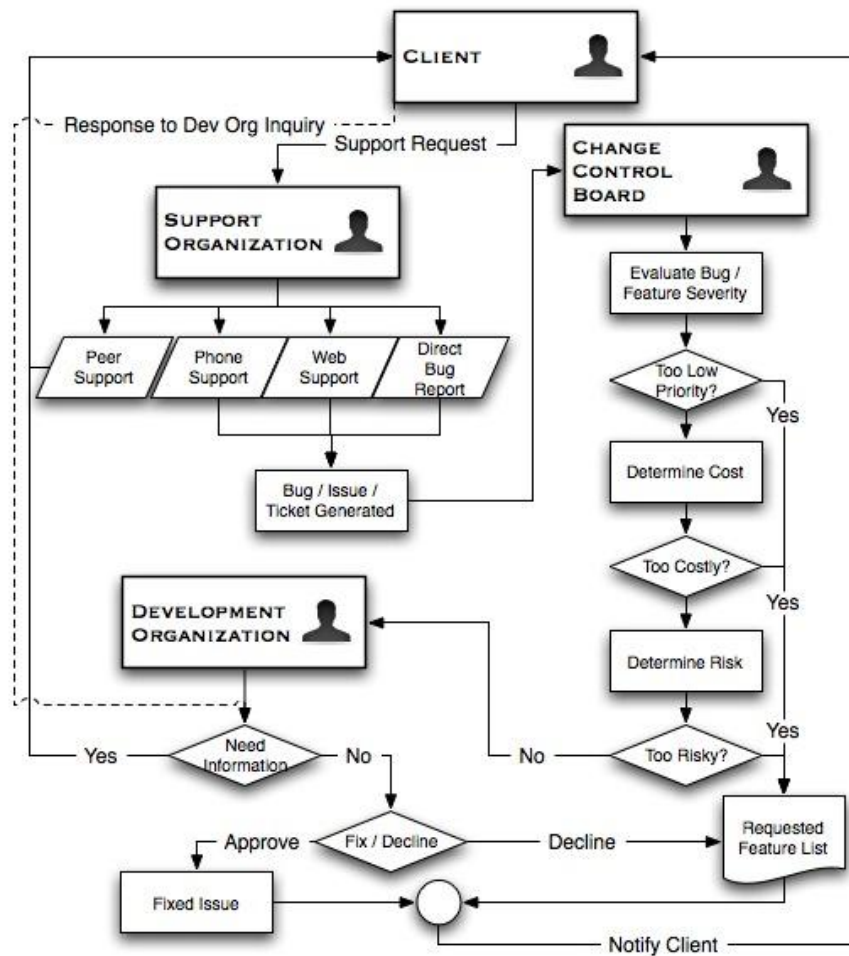 CLIENT
Response to Dev Org Inquiry
Support Request
CHANGE
CONTROL
BOARD
SUPPORT
ORGANIZATION
Evaluate Bug /
Feature Severity
Peer
Support
Phone
Support
Web
Support
Direct
Bug
Report
Too Low
Priority?
Yes
Determine Cost
Bug / Issue /
Ticket Generated
Too Costly?
Yes
DEVELOPMENT
ORGANIZATION
Determine Risk
Yes
Need
Information
Yes
No
No
Too Risky?
Requested
Feature List
Approve
Fix / Decline
Decline
Fixed Issue
Notify Client